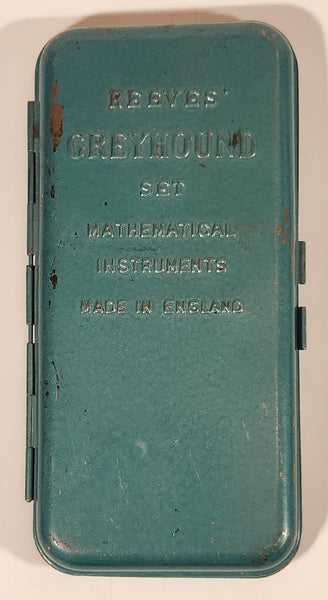 REEVES'
GREYHOUND
SET
MATHEMATICAL
INSTRUMENTS
MADE IN ENGLAND